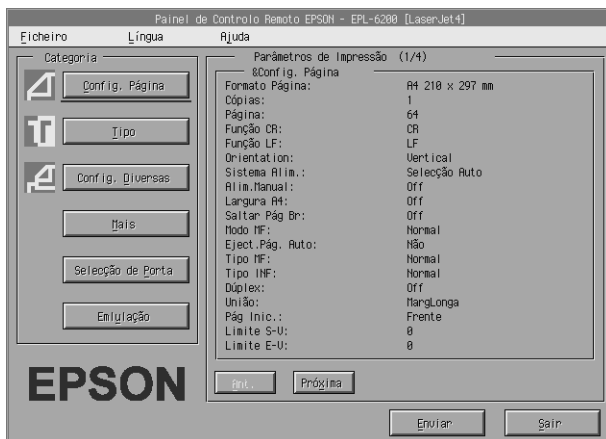 Painel de Controlo Remoto EPSON - EPL-6200 [LaserJet4]
Ficheiro Língua Ajuda
Categoria
Config. Página
Tipo
Config. Diversas
Mais
Selecção de Porta
Emlulação
EPSON
Parâmetros de Impressão (1/4)
&Config. Página
Formato Página: A4 210 x 297 mm
Cópias: 1
Página: 64
Função CR: CR
Função LF: LF
Orientation: Vertical
Sistema Alim.: Selecção Auto
Alim.Manual: Off
Largura A4: Off
Saltar Pág Br: Off
Modo MF: Normal
Eject.Pág. Auto: Não
Tipo MF: Normal
Tipo INF: Normal
Dúplex: Off
União: MargLonga
Pág Inic.: Frente
Limite S-V: 0
Limite E-V: 0
Ant. Próxima
Enviar Sair